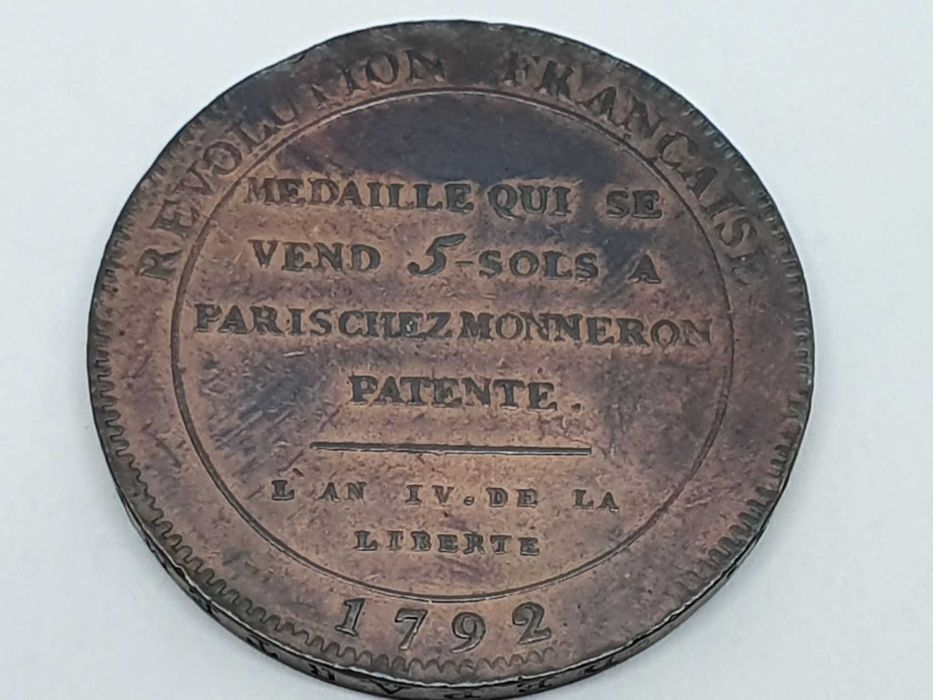 REVOLUTION FRANCAISE
MEDAILLE QUI SE
VEND 5-SOLS A
PARIS CHEZ MONNERON
PATENTE.
L AN IV. DE LA
LIBERTE
1792